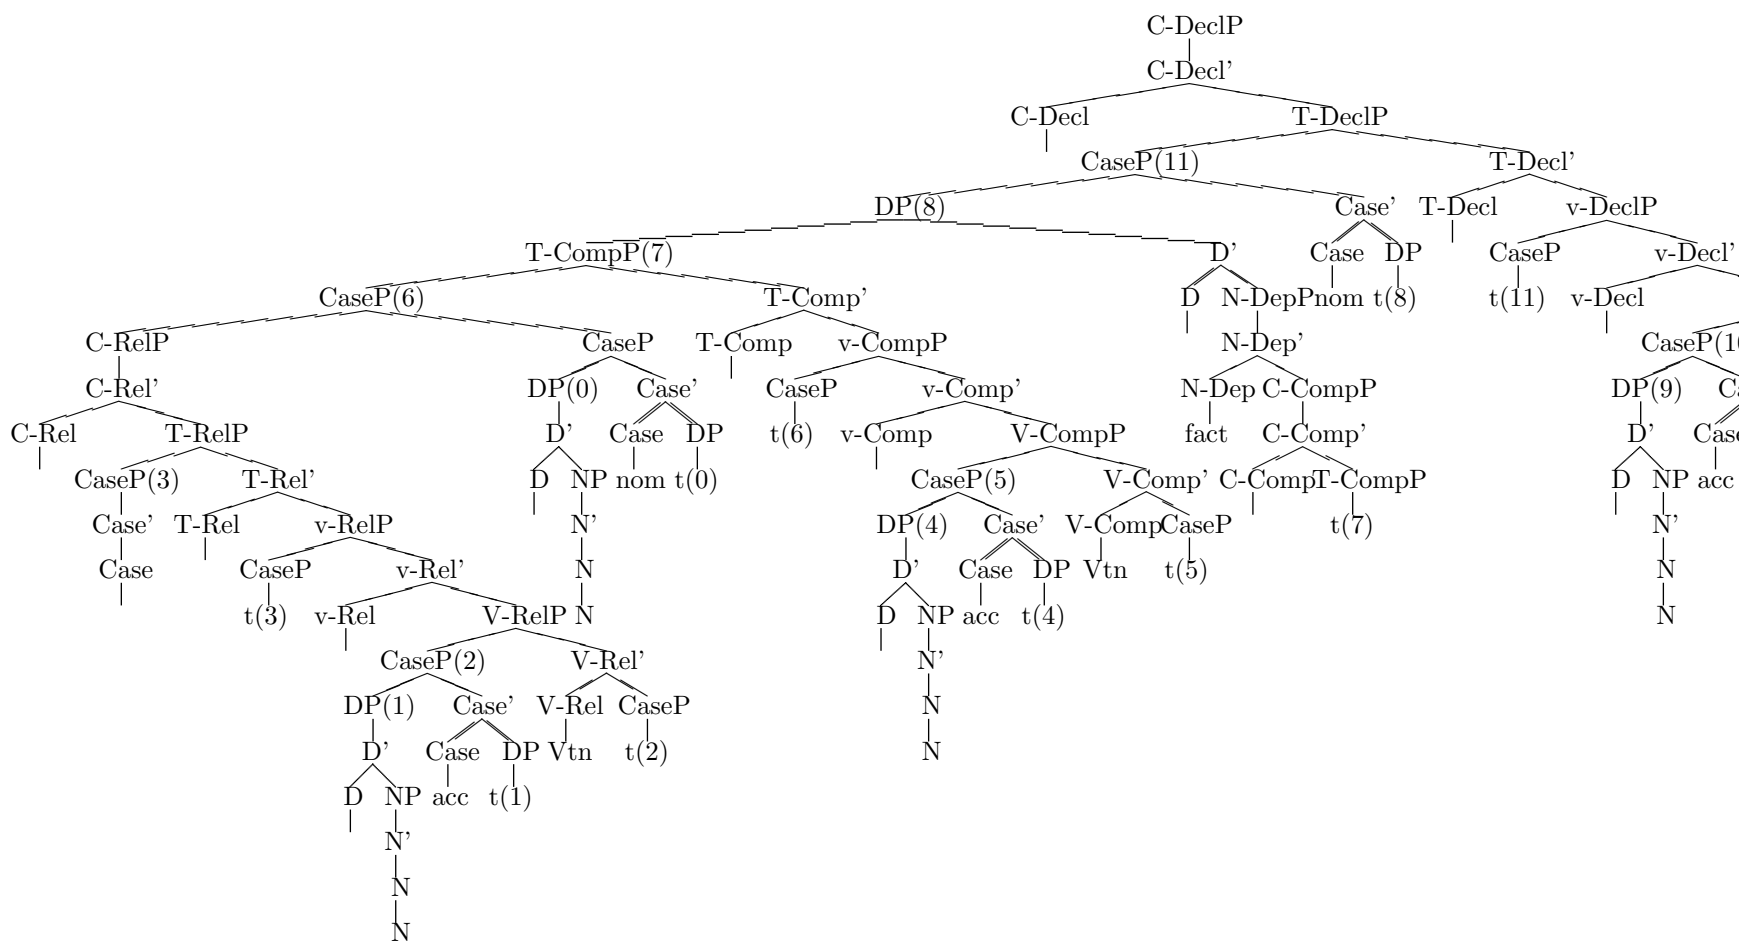 C-DeclP
C-Decl'
C-Decl T-DeclP
CaseP(11) T-Decl'
DP(8) Case' T-Decl v-DeclP
T-CompP(7) D' Case DP CaseP v-Decl'
CaseP(6) T-Comp' D N-DepP nom t(8) t(11) v-Decl
C-RelP CaseP T-Comp v-CompP N-Dep' CaseP(10
C-Rel' DP(0) Case' CaseP v-Comp' N-Dep C-CompP DP(9) Ca
C-Rel T-RelP D' Case DP t(6) v-Comp V-CompP fact C-Comp' D' Case
CaseP(3) T-Rel' D NP nom t(0) CaseP(5) V-Comp' C-Comp T-CompP D NP acc
Case' T-Rel v-RelP N' DP(4) Case' V-Comp CaseP t(7) N'
Case CaseP v-Rel' N D' Case DP Vtn t(5) N
t(3) v-Rel V-RelP N D NP acc t(4) N
CaseP(2) V-Rel' N'
DP(1) Case' V-Rel CaseP N
D' Case DP Vtn t(2) N
D NP acc t(1)
N'
N
N